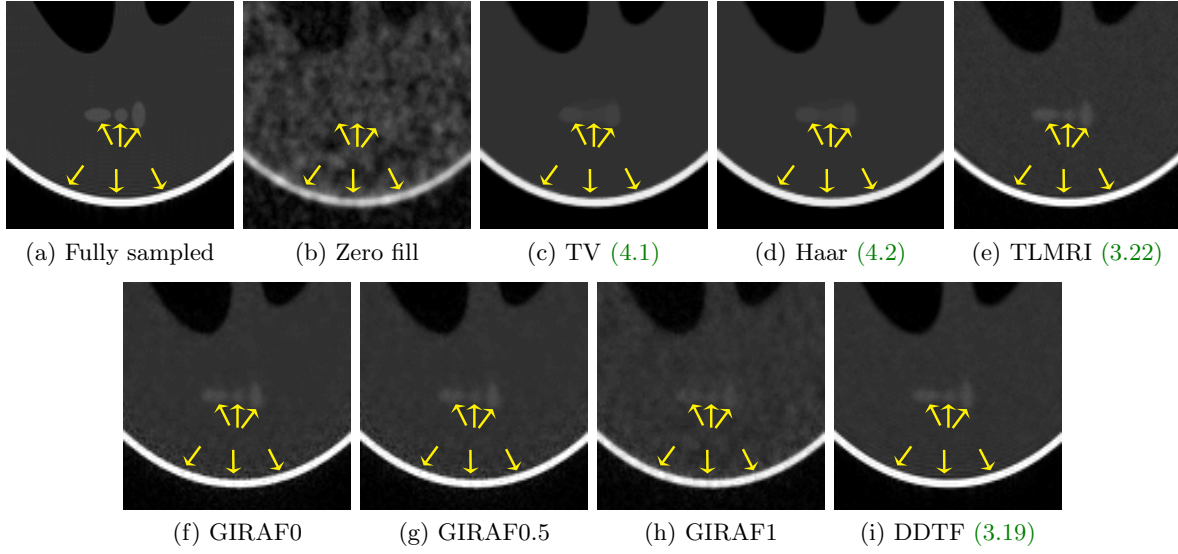 (a) Fully sampled
(b) Zero fill
(c) TV (4.1)
(d) Haar (4.2)
(e) TLMRI (3.22)
(f) GIRAF0
(g) GIRAF0.5
(h) GIRAF1
(i) DDTF (3.19)